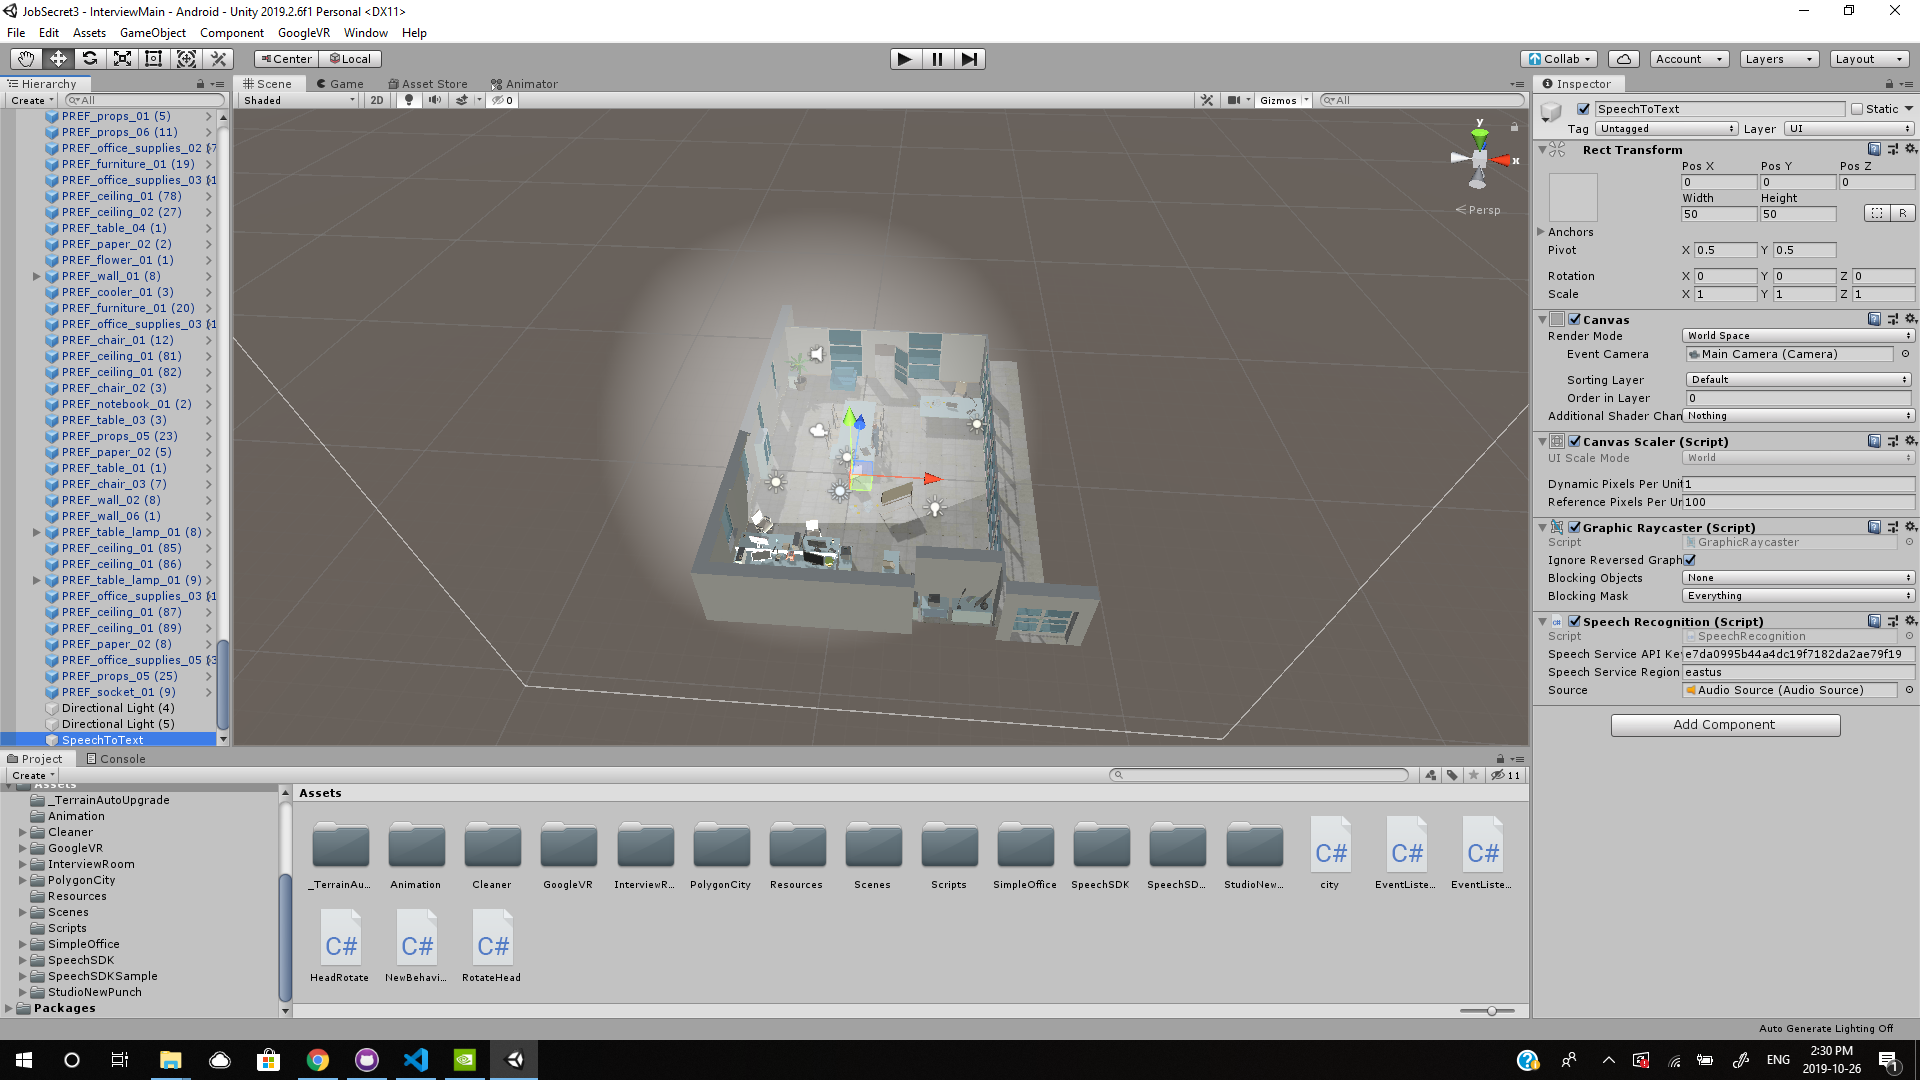 JobSecret3 - InterviewMain - Android - Unity 2019.2.6f1 Personal <DX11>
File Edit Assets GameObject Component GoogleVR Window Help
Center Local Collab Account Layers Layout
Hierarchy
Create All
PREF_props_01 (5)
PREF_props_06 (11)
PREF_office_supplies_02 (7
PREF_furniture_01 (19)
PREF_office_supplies_03 (1
PREF_ceiling_01 (78)
PREF_ceiling_02 (27)
PREF_table_04 (1)
PREF_paper_02 (2)
PREF_flower_01 (1)
PREF_wall_01 (8)
PREF_cooler_01 (3)
PREF_furniture_01 (20)
PREF_office_supplies_03 (1
PREF_chair_01 (12)
PREF_ceiling_01 (81)
PREF_ceiling_01 (82)
PREF_chair_02 (3)
PREF_notebook_01 (2)
PREF_table_03 (3)
PREF_props_05 (23)
PREF_paper_02 (5)
PREF_table_01 (1)
PREF_chair_03 (7)
PREF_wall_02 (8)
PREF_wall_06 (1)
PREF_table_lamp_01 (8)
PREF_ceiling_01 (85)
PREF_ceiling_01 (86)
PREF_table_lamp_01 (9)
PREF_office_supplies_03 (1
PREF_ceiling_01 (87)
PREF_ceiling_01 (89)
PREF_paper_02 (8)
PREF_office_supplies_05 (3
PREF_props_05 (25)
PREF_socket_01 (9)
Directional Light (4)
Directional Light (5)
SpeechToText
Scene Game Asset Store Animator
Shaded 2D 0 Gizmos All
y
x
Persp
Inspector
SpeechToText Static
Tag Untagged Layer UI
Rect Transform
Pos X Pos Y Pos Z
0 0 0
Width Height
50 50 R
Anchors
Pivot X 0.5 Y 0.5
Rotation X 0 Y 0 Z 0
Scale X 1 Y 1 Z 1
Canvas
Render Mode World Space
Event Camera Main Camera (Camera)
Sorting Layer Default
Order in Layer 0
Additional Shader Chan Nothing
Canvas Scaler (Script)
UI Scale Mode World
Dynamic Pixels Per Unit 1
Reference Pixels Per Un 100
Graphic Raycaster (Script)
Script GraphicRaycaster
Ignore Reversed Graph
Blocking Objects None
Blocking Mask Everything
Speech Recognition (Script)
Script SpeechRecognition
Speech Service API Key e7da0995b44a4dc19f7182da2ae79f19
Speech Service Region eastus
Source Audio Source (Audio Source)
Add Component
Project Console
Create 11
Assets
_TerrainAutoUpgrade
Animation
Cleaner
GoogleVR
InterviewRoom
PolygonCity
Resources
Scenes
Scripts
SimpleOffice
SpeechSDK
SpeechSDKSample
StudioNewPunch
Packages
Assets
C# C# C#
_TerrainAu... Animation Cleaner GoogleVR InterviewR... PolygonCity Resources Scenes Scripts SimpleOffice SpeechSDK SpeechSD... StudioNew... city EventListe... EventListe...
C# C# C#
HeadRotate NewBehavi... RotateHead
Auto Generate Lighting Off
ENG
2:30 PM
2019-10-26
1